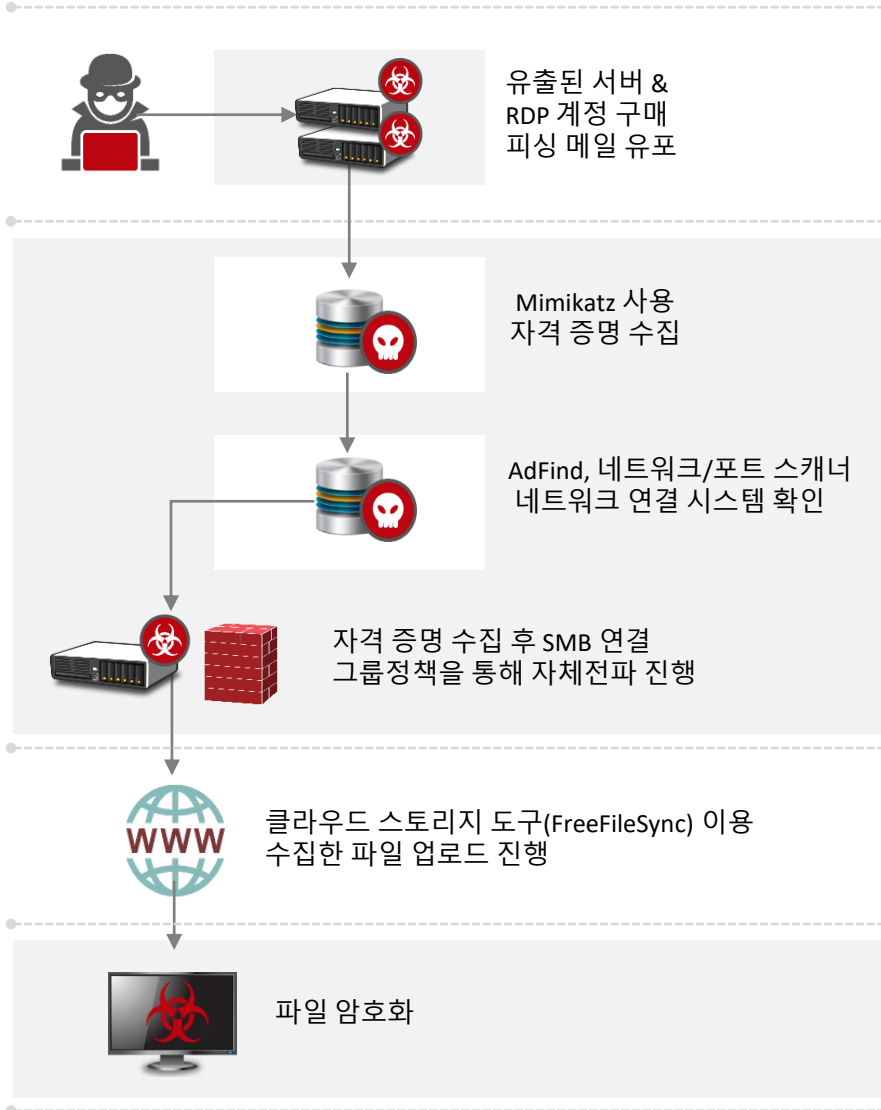 유출된 서버 &
RDP 계정 구매
피싱 메일 유포
Mimikatz 사용
자격 증명 수집
AdFind, 네트워크/포트 스캐너
네트워크 연결 시스템 확인
자격 증명 수집 후 SMB 연결
그룹정책을 통해 자체전파 진행
WWW
클라우드 스토리지 도구(FreeFileSync) 이용
수집한 파일 업로드 진행
파일 암호화